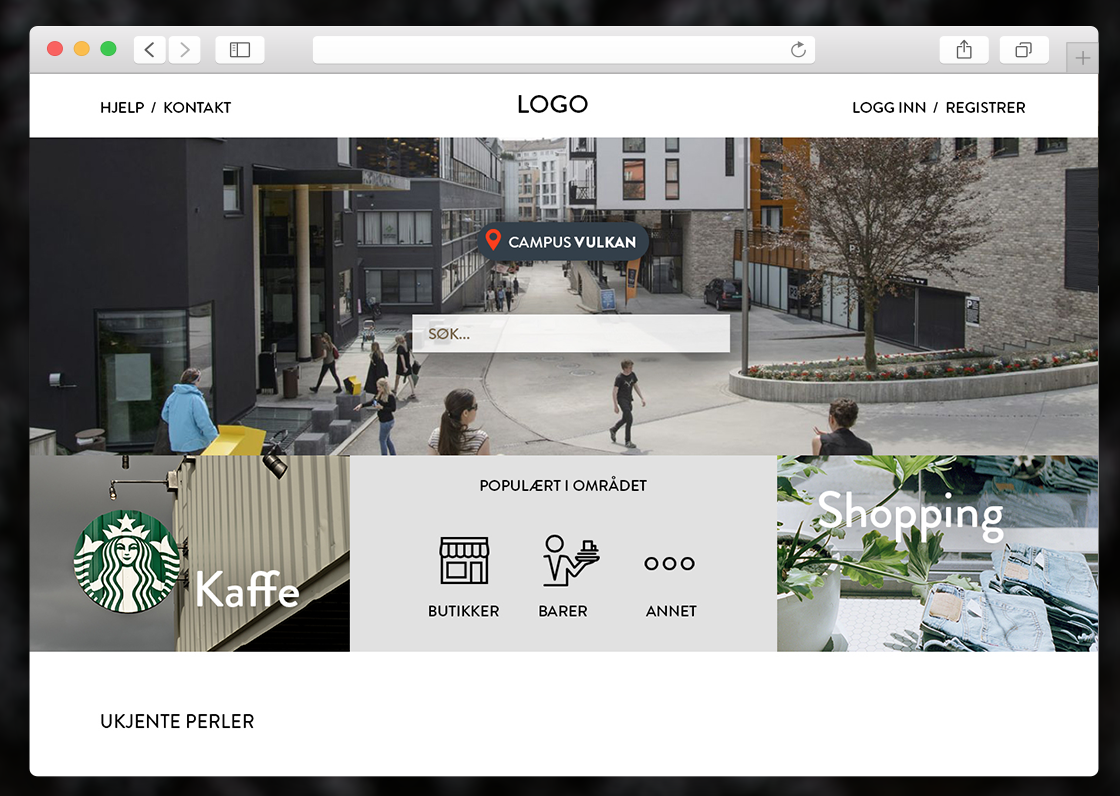 HJELP / KONTAKT
LOGO
LOGG INN / REGISTRER
CAMPUS VULKAN
SØK...
Kaffe
POPULÆRT I OMRÅDET
BUTIKKER
BARER
ANNET
Shopping
UKJENTE PERLER